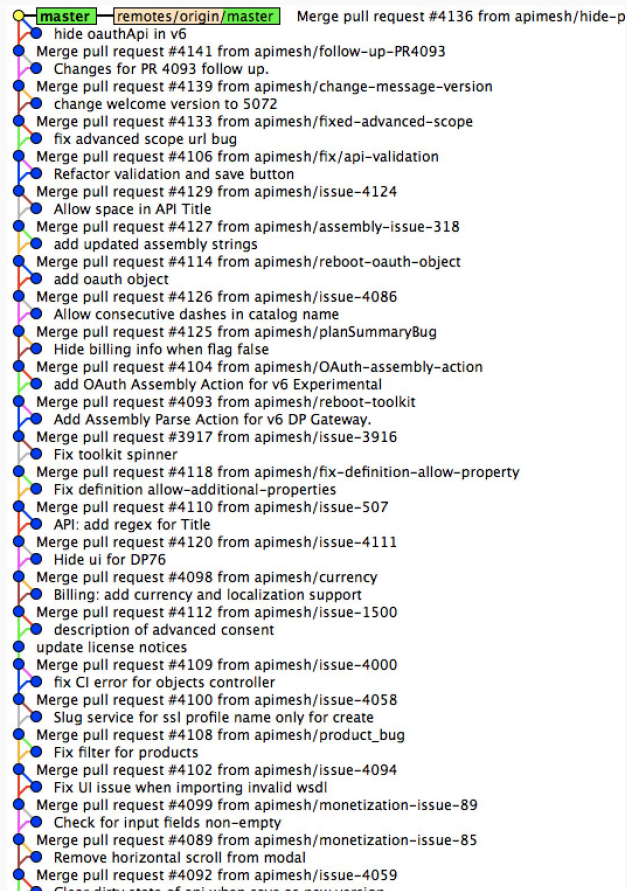 master remotes/origin/master Merge pull request #4136 from apimesh/hide-p
hide oauthApi in v6
Merge pull request #4141 from apimesh/follow-up-PR4093
Changes for PR 4093 follow up.
Merge pull request #4139 from apimesh/change-message-version
change welcome version to 5072
Merge pull request #4133 from apimesh/fixed-advanced-scope
fix advanced scope url bug
Merge pull request #4106 from apimesh/fix/api-validation
Refactor validation and save button
Merge pull request #4129 from apimesh/issue-4124
Allow space in API Title
Merge pull request #4127 from apimesh/assembly-issue-318
add updated assembly strings
Merge pull request #4114 from apimesh/reboot-oauth-object
add oauth object
Merge pull request #4126 from apimesh/issue-4086
Allow consecutive dashes in catalog name
Merge pull request #4125 from apimesh/planSummaryBug
Hide billing info when flag false
Merge pull request #4104 from apimesh/OAuth-assembly-action
add OAuth Assembly Action for v6 Experimental
Merge pull request #4093 from apimesh/reboot-toolkit
Add Assembly Parse Action for v6 DP Gateway.
Merge pull request #3917 from apimesh/issue-3916
Fix toolkit spinner
Merge pull request #4118 from apimesh/fix-definition-allow-property
Fix definition allow-additional-properties
Merge pull request #4110 from apimesh/issue-507
API: add regex for Title
Merge pull request #4120 from apimesh/issue-4111
Hide ui for DP76
Merge pull request #4098 from apimesh/currency
Billing: add currency and localization support
Merge pull request #4112 from apimesh/issue-1500
description of advanced consent
update license notices
Merge pull request #4109 from apimesh/issue-4000
fix CI error for objects controller
Merge pull request #4100 from apimesh/issue-4058
Slug service for ssl profile name only for create
Merge pull request #4108 from apimesh/product_bug
Fix filter for products
Merge pull request #4102 from apimesh/issue-4094
Fix UI issue when importing invalid wsdl
Merge pull request #4099 from apimesh/monetization-issue-89
Check for input fields non-empty
Merge pull request #4089 from apimesh/monetization-issue-85
Remove horizontal scroll from modal
Merge pull request #4092 from apimesh/issue-4059
Clear dirty state of api when save as new version